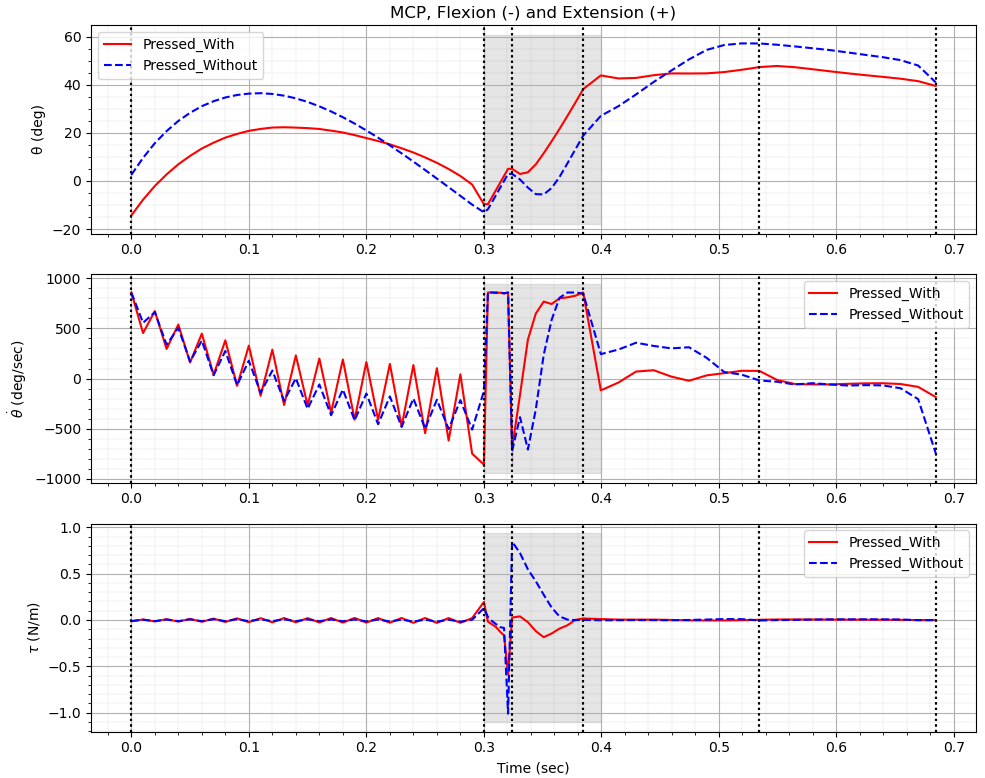 MCP, Flexion (-) and Extension (+)
θ (deg)
60
40
20
0
−20
Pressed_With
Pressed_Without
0.0 0.1 0.2 0.3 0.4 0.5 0.6 0.7
θ̇ (deg/sec)
1000
500
0
−500
−1000
Pressed_With
Pressed_Without
0.0 0.1 0.2 0.3 0.4 0.5 0.6 0.7
τ (N/m)
1.0
0.5
0.0
−0.5
−1.0
Pressed_With
Pressed_Without
0.0 0.1 0.2 0.3 0.4 0.5 0.6 0.7
Time (sec)